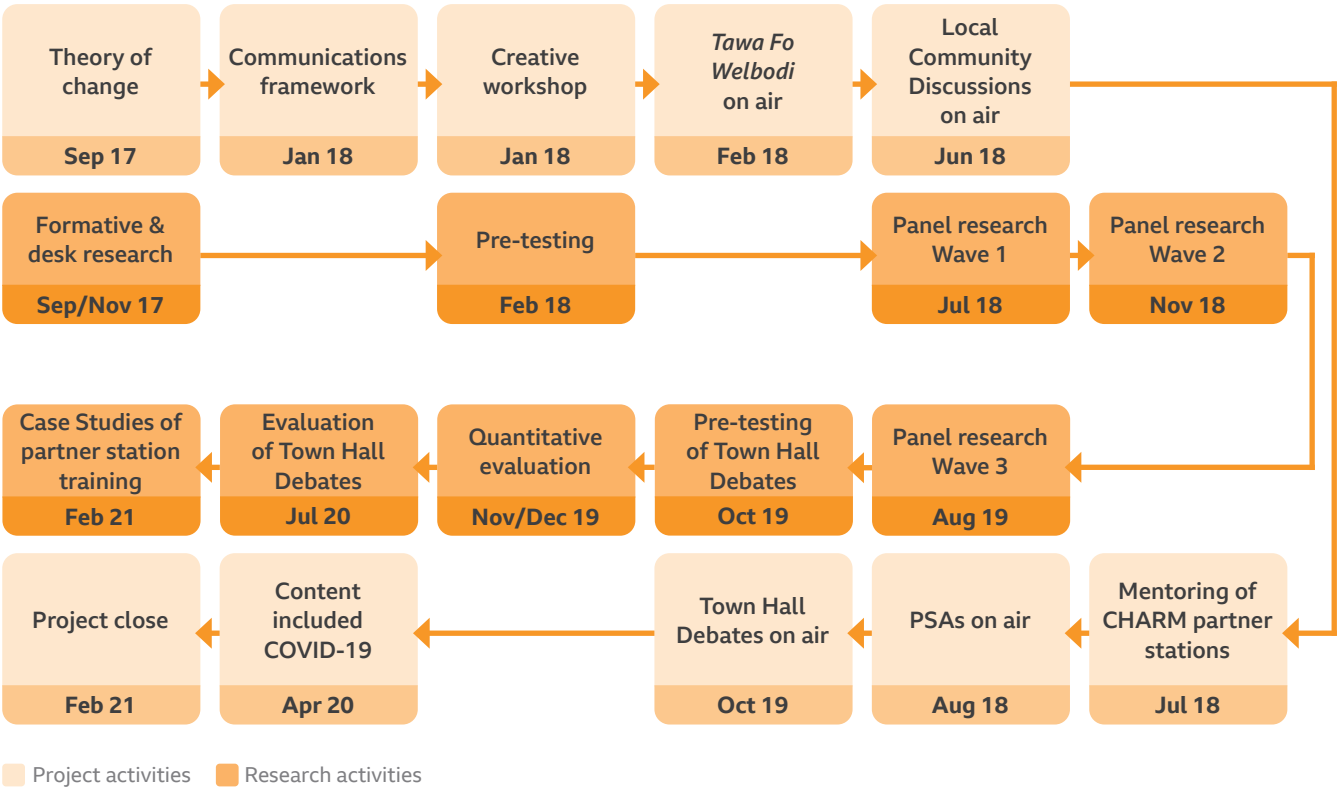 Theory of
change
Sep 17
Communications
framework
Jan 18
Creative
workshop
Jan 18
Tawa Fo
Welbodi
on air
Feb 18
Local
Community
Discussions
on air
Jun 18
Formative &
desk research
Sep/Nov 17
Pre-testing
Feb 18
Panel research
Wave 1
Jul 18
Panel research
Wave 2
Nov 18
Case Studies of
partner station
training
Feb 21
Evaluation
of Town Hall
Debates
Jul 20
Quantitative
evaluation
Nov/Dec 19
Pre-testing
of Town Hall
Debates
Oct 19
Panel research
Wave 3
Aug 19
Project close
Feb 21
Content
included
COVID-19
Apr 20
Town Hall
Debates on air
Oct 19
PSAs on air
Aug 18
Mentoring of
CHARM partner
stations
Jul 18
Project activities
Research activities